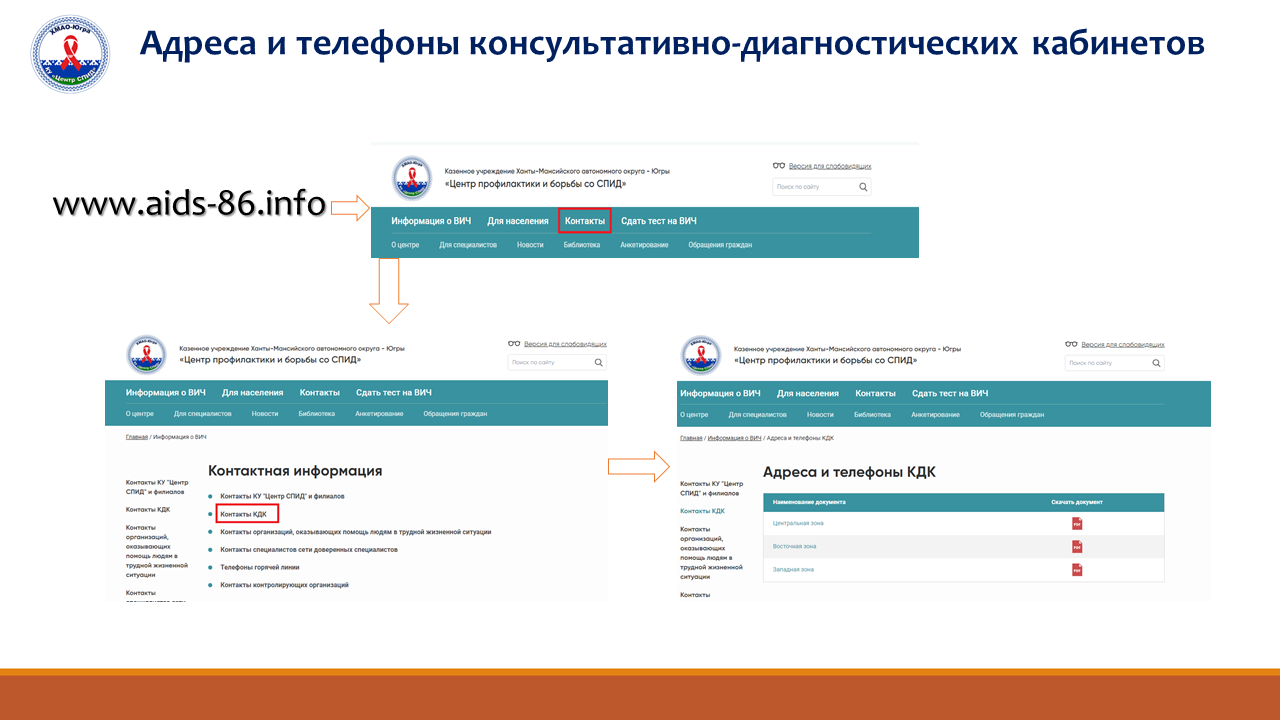 ХМАО-Югра
КУ «Центр СПИД»
Адреса и телефоны консультативно-диагностических кабинетов
www.aids-86.info
Казенное учреждение Ханты-Мансийского автономного округа - Югры
«Центр профилактики и борьбы со СПИД»
Версия для слабовидящих
Поиск по сайту
Информация о ВИЧ Для населения Контакты Сдать тест на ВИЧ
О центре Для специалистов Новости Библиотека Анкетирование Обращения граждан
Казенное учреждение Ханты-Мансийского автономного округа - Югры
«Центр профилактики и борьбы со СПИД»
Версия для слабовидящих
Поиск по сайту
Информация о ВИЧ Для населения Контакты Сдать тест на ВИЧ
О центре Для специалистов Новости Библиотека Анкетирование Обращения граждан
Главная / Информация о ВИЧ
Контакты КУ "Центр
СПИД" и филиалов
Контакты КДК
Контакты
организаций,
оказывающих
помощь людям в
трудной жизненной
ситуации
Контакты
Контактная информация
Контакты КУ "Центр СПИД" и филиалов
Контакты КДК
Контакты организаций, оказывающих помощь людям в трудной жизненной ситуации
Контакты специалистов сети доверенных специалистов
Телефоны горячей линии
Контакты контролирующих организаций
Казенное учреждение Ханты-Мансийского автономного округа - Югры
«Центр профилактики и борьбы со СПИД»
Версия для слабовидящих
Поиск по сайту
Информация о ВИЧ Для населения Контакты Сдать тест на ВИЧ
О центре Для специалистов Новости Библиотека Анкетирование Обращения граждан
Главная / Информация о ВИЧ / Адреса и телефоны КДК
Контакты КУ "Центр
СПИД" и филиалов
Контакты КДК
Контакты
организаций,
оказывающих
помощь людям в
трудной жизненной
ситуации
Контакты
Адреса и телефоны КДК
Наименование документа Скачать документ
Центральная зона PDF
Восточная зона PDF
Западная зона PDF